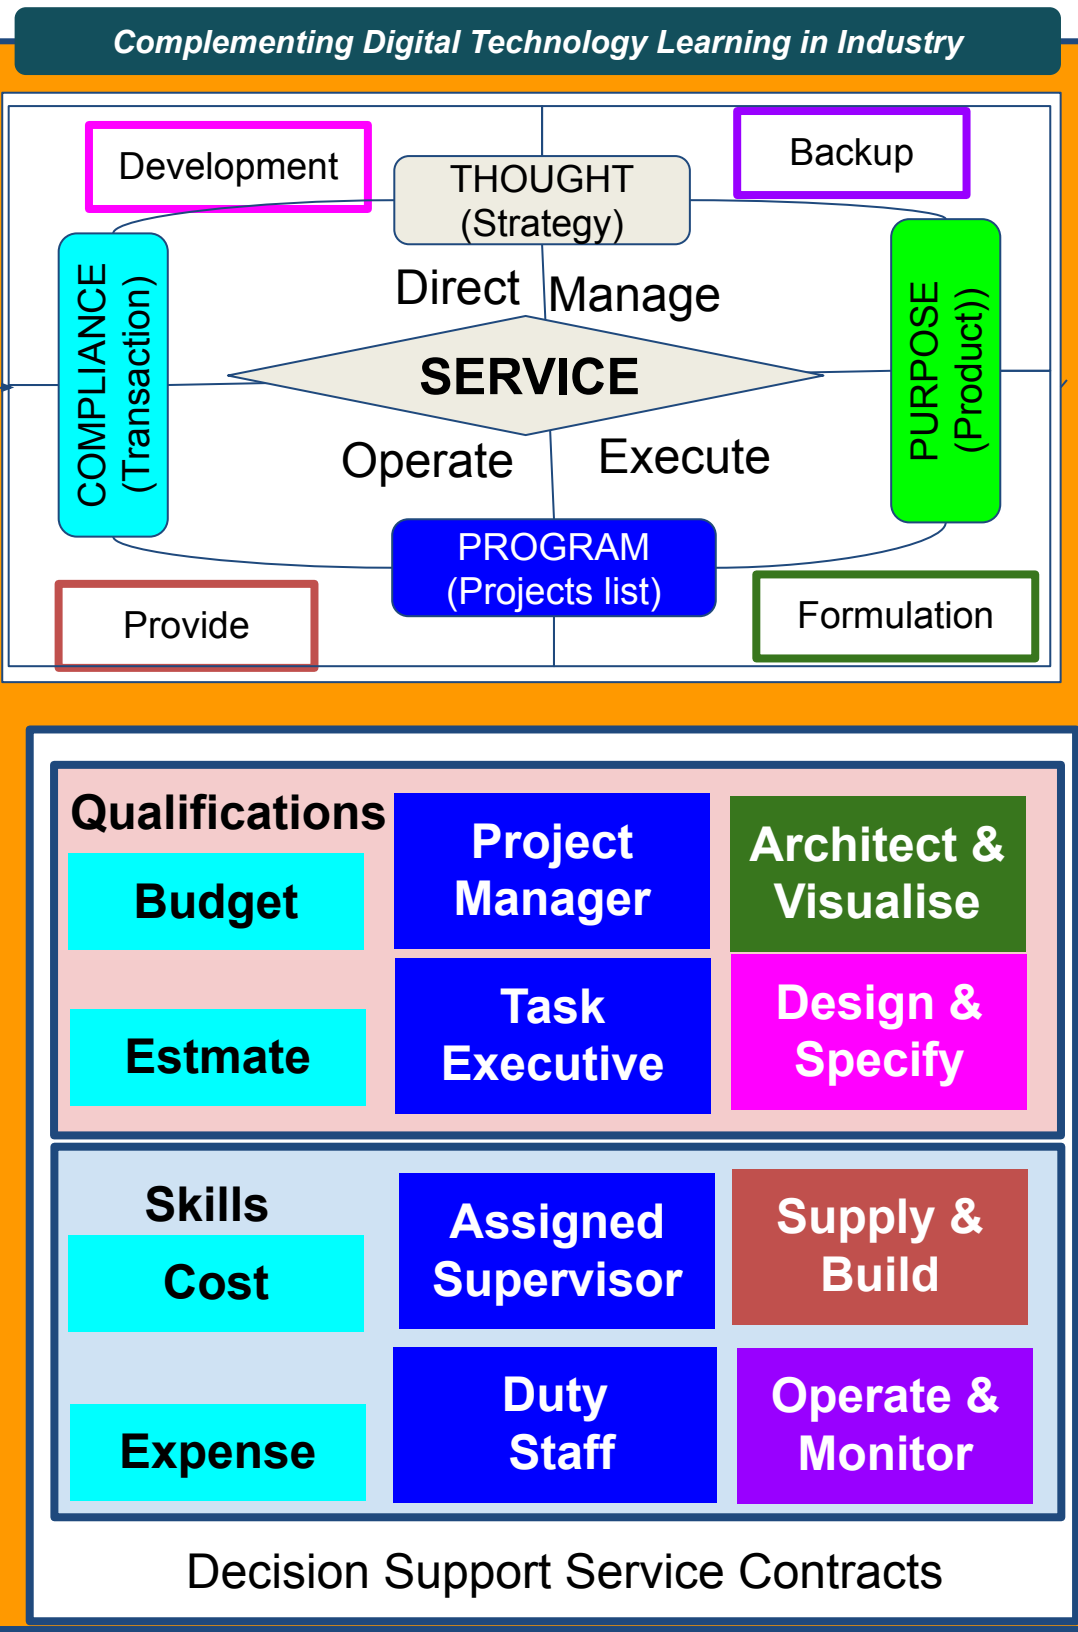 Complementing Digital Technology Learning in Industry
Development
Backup
THOUGHT
(Strategy)
COMPLIANCE
(Transaction)
Direct
Manage
SERVICE
PURPOSE
(Product))
Operate
Execute
PROGRAM
(Projects list)
Provide
Formulation
Qualifications
Budget
Project
Manager
Architect &
Visualise
Estmate
Task
Executive
Design &
Specify
Skills
Cost
Assigned
Supervisor
Supply &
Build
Expense
Duty
Staff
Operate &
Monitor
Decision Support Service Contracts